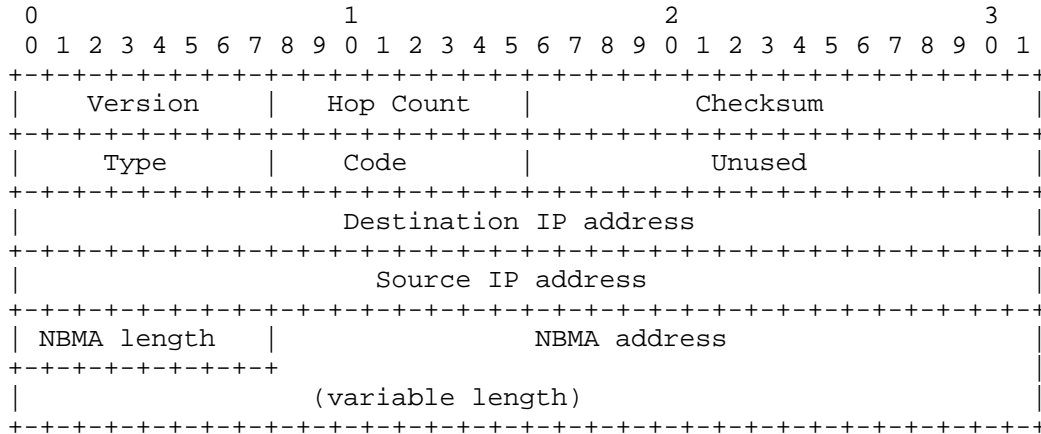 0                   1                   2                   3
 0 1 2 3 4 5 6 7 8 9 0 1 2 3 4 5 6 7 8 9 0 1 2 3 4 5 6 7 8 9 0 1
+-+-+-+-+-+-+-+-+-+-+-+-+-+-+-+-+-+-+-+-+-+-+-+-+-+-+-+-+-+-+-+-+
|    Version    |   Hop Count   |          Checksum             |
+-+-+-+-+-+-+-+-+-+-+-+-+-+-+-+-+-+-+-+-+-+-+-+-+-+-+-+-+-+-+-+-+
|     Type      |    Code       |           Unused              |
+-+-+-+-+-+-+-+-+-+-+-+-+-+-+-+-+-+-+-+-+-+-+-+-+-+-+-+-+-+-+-+-+
|                    Destination IP address                     |
+-+-+-+-+-+-+-+-+-+-+-+-+-+-+-+-+-+-+-+-+-+-+-+-+-+-+-+-+-+-+-+-+
|                      Source IP address                        |
+-+-+-+-+-+-+-+-+-+-+-+-+-+-+-+-+-+-+-+-+-+-+-+-+-+-+-+-+-+-+-+-+
| NBMA length   |                NBMA address                   |
+-+-+-+-+-+-+-+-+                                               |
|                  (variable length)                            |
+-+-+-+-+-+-+-+-+-+-+-+-+-+-+-+-+-+-+-+-+-+-+-+-+-+-+-+-+-+-+-+-+